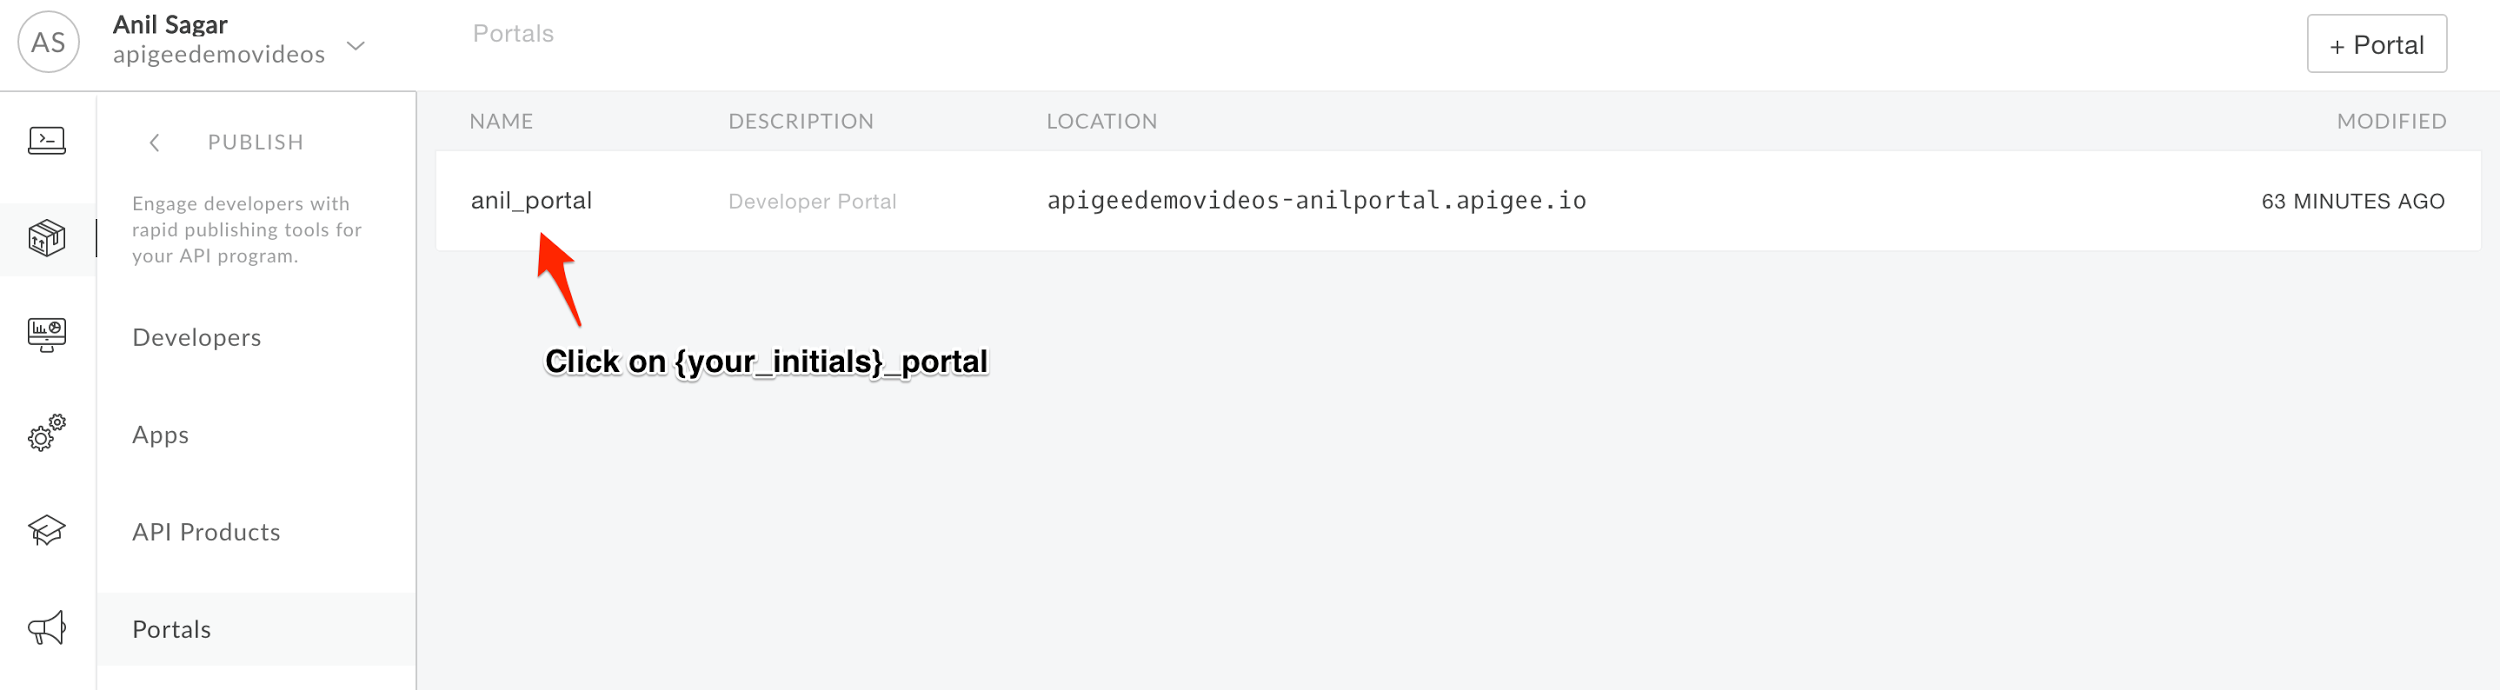 AS
Anil Sagar
apigeedemovideos
Portals
+ Portal
PUBLISH
Engage developers with
rapid publishing tools for
your API program.
Developers
Apps
API Products
Portals
NAME DESCRIPTION LOCATION MODIFIED
anil_portal Developer Portal apigeedemovideos-anilportal.apigee.io 63 MINUTES AGO
Click on {your_initials}_portal